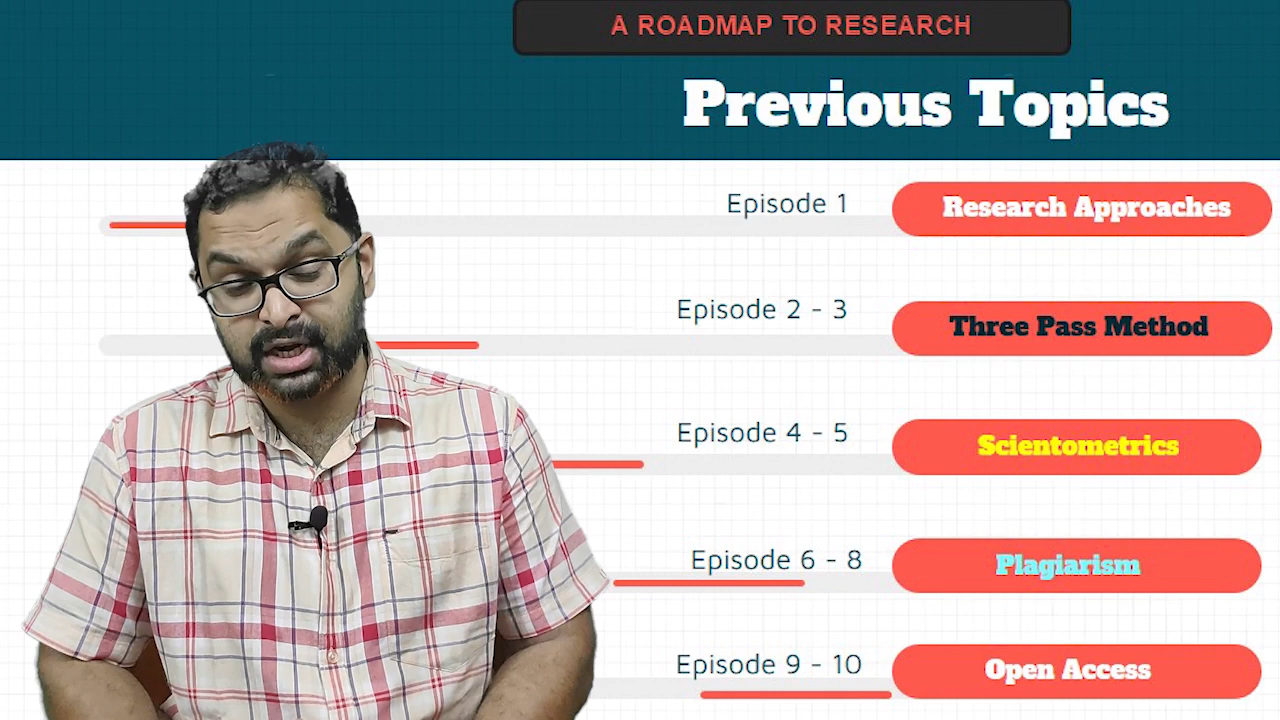 A ROADMAP TO RESEARCH
Previous Topics
Episode 1
Research Approaches
Episode 2 - 3
Three Pass Method
Episode 4 - 5
Scientometrics
Episode 6 - 8
Plagiarism
Episode 9 - 10
Open Access